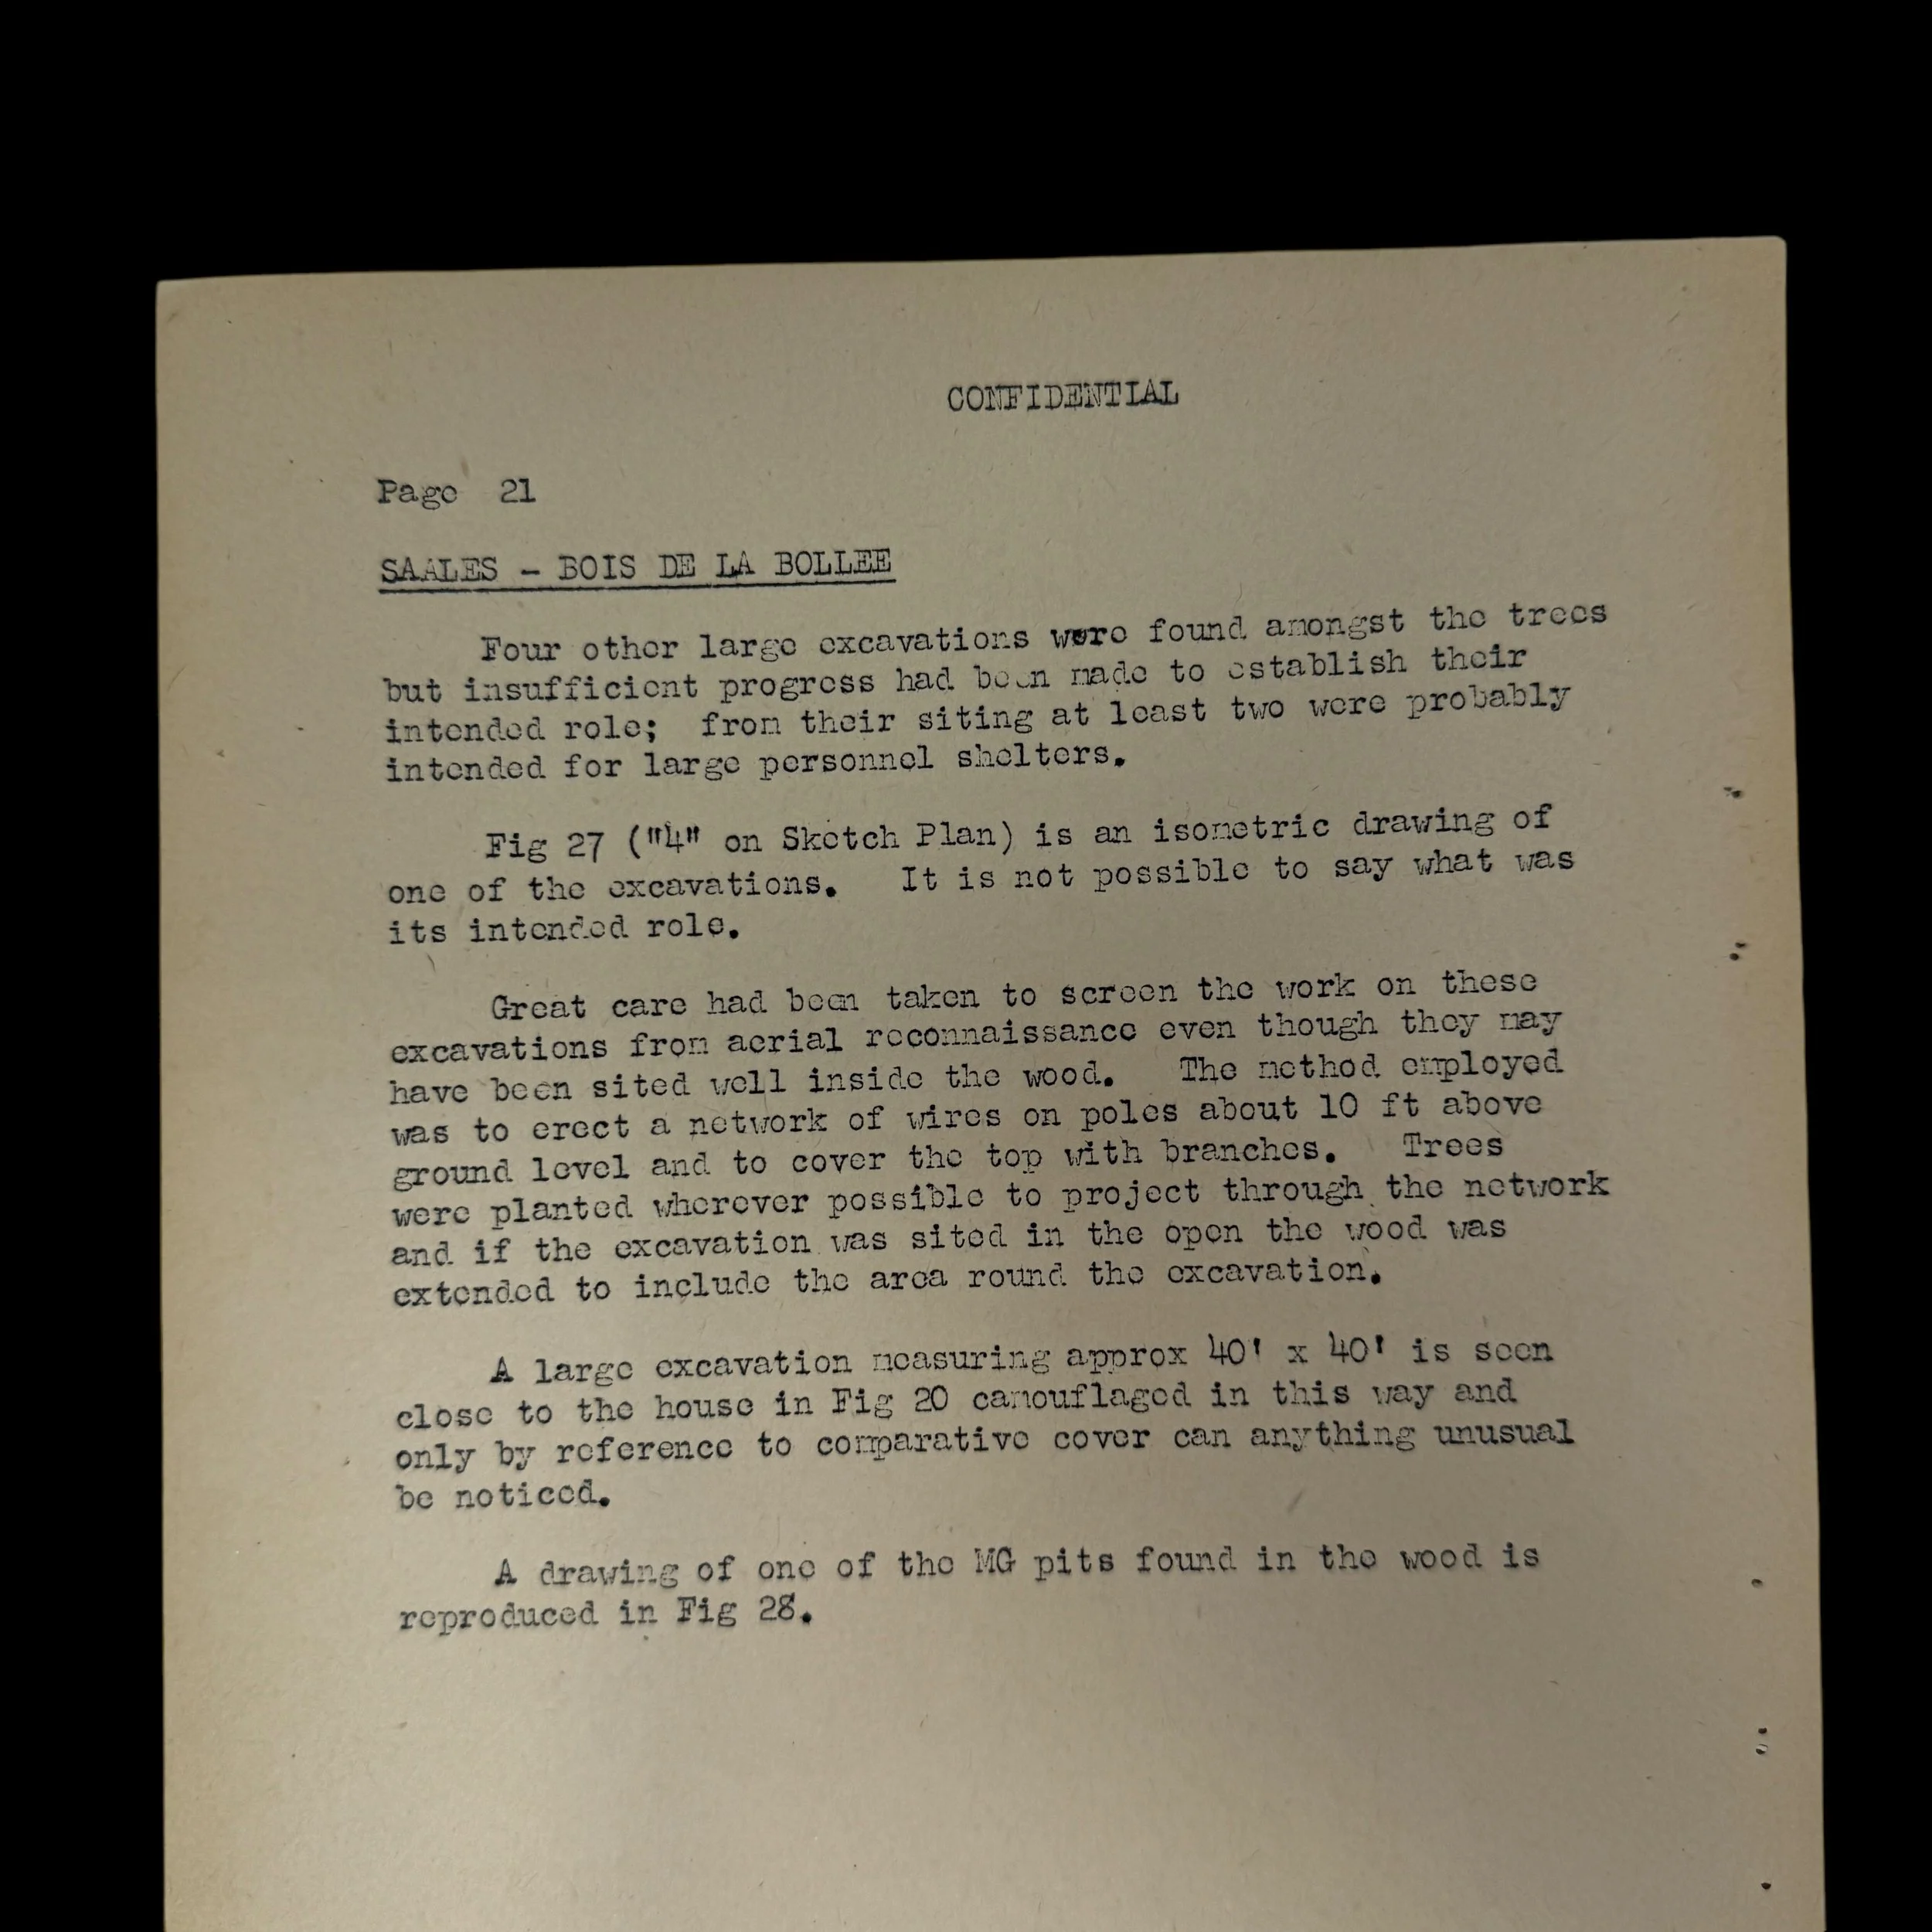 CONFIDENTIAL
Page 21
SAALES - BOIS DE LA BOLLEE
Four other large excavations were found amongst the trees
but insufficient progress had been made to establish their
intended role; from their siting at least two were probably
intended for large personnel shelters.
Fig 27 ("4" on Sketch Plan) is an isometric drawing of
one of the excavations. It is not possible to say what was
its intended role.
Great care had been taken to screen the work on these
excavations from aerial reconnaissance even though they may
have been sited well inside the wood. The method employed
was to erect a network of wires on poles about 10 ft above
ground level and to cover the top with branches. Trees
were planted wherever possible to project through the network
and if the excavation was sited in the open the wood was
extended to include the area round the excavation.
A large excavation measuring approx 40' x 40' is seen
close to the house in Fig 20 camouflaged in this way and
only by reference to comparative cover can anything unusual
be noticed.
A drawing of one of the MG pits found in the wood is
reproduced in Fig 28.